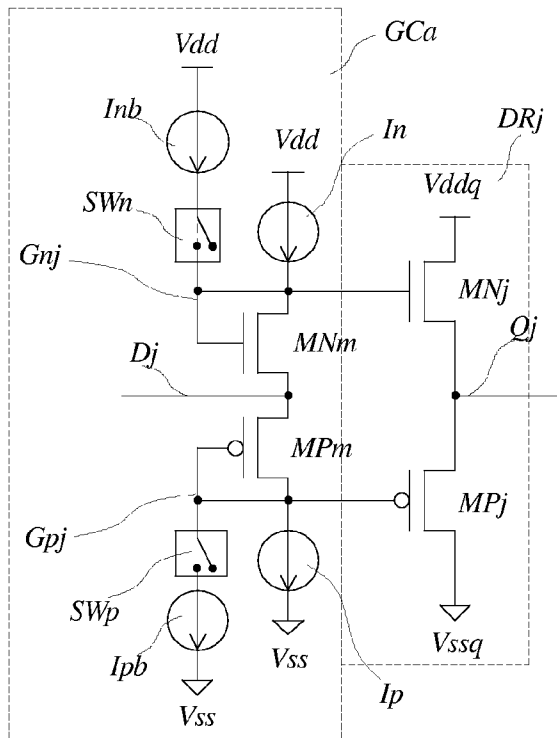 GCa
Vdd
Inb
Vdd
In
DRj
Vddq
SWn
Gnj
MNj
MNm
Qj
Dj
MPm
MPj
Gpj
SWp
Vss
Vssq
Ipb
Ip
Vss